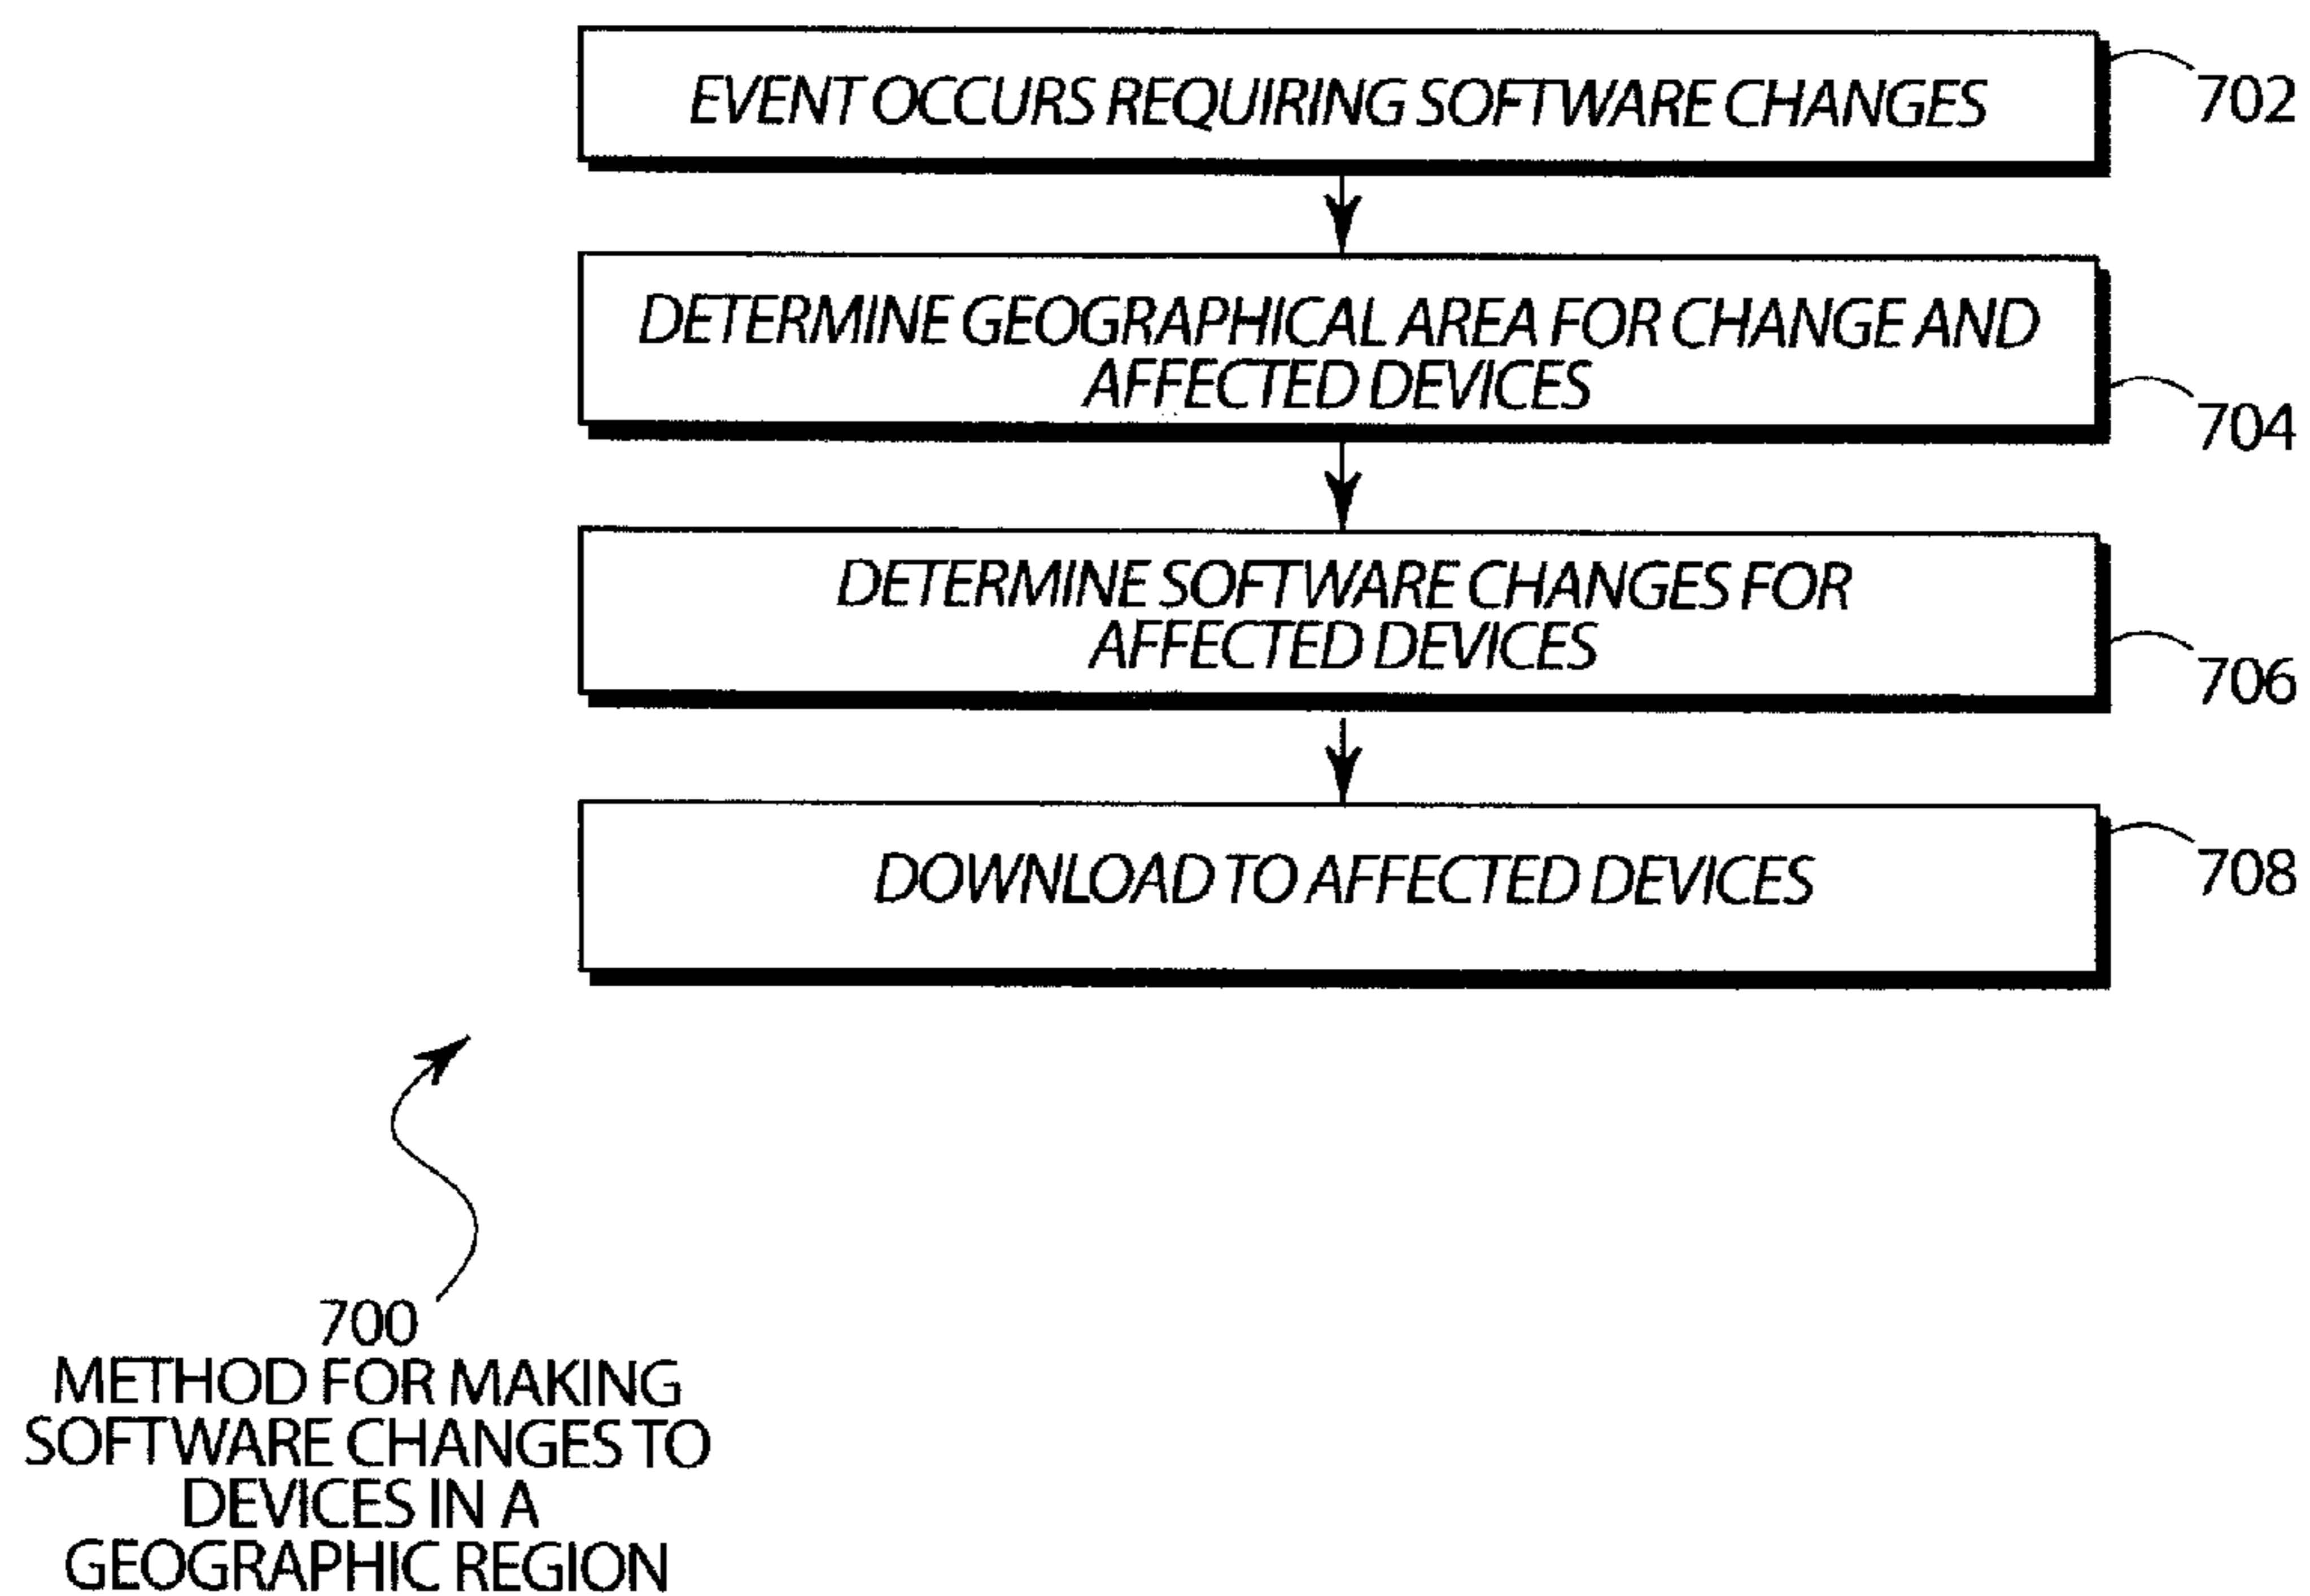 EVENT OCCURS REQUIRING SOFTWARE CHANGES
702
DETERMINE GEOGRAPHICAL AREA FOR CHANGE AND
AFFECTED DEVICES
704
DETERMINE SOFTWARE CHANGES FOR
AFFECTED DEVICES
706
DOWNLOAD TO AFFECTED DEVICES
708
700
METHOD FOR MAKING
SOFTWARE CHANGES TO
DEVICES IN A
GEOGRAPHIC REGION